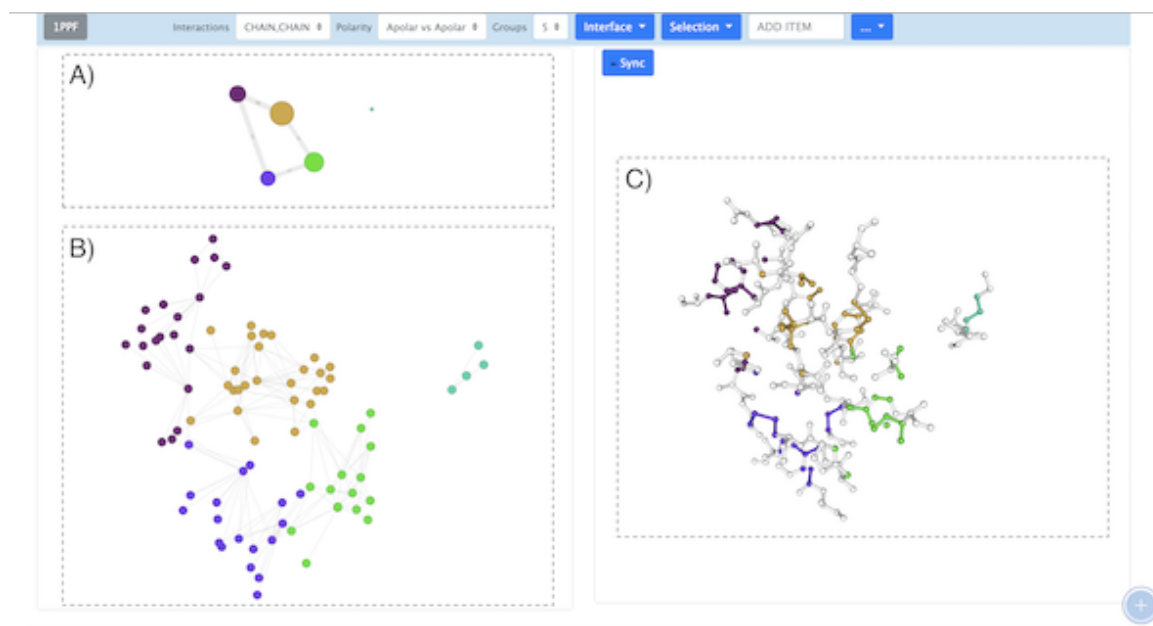 1PPF Interactions CHAIN,CHAIN Polarity Apolar vs Apolar Groups 5 Interface Selection ADD ITEM ...
Sync
A)
B)
C)
+